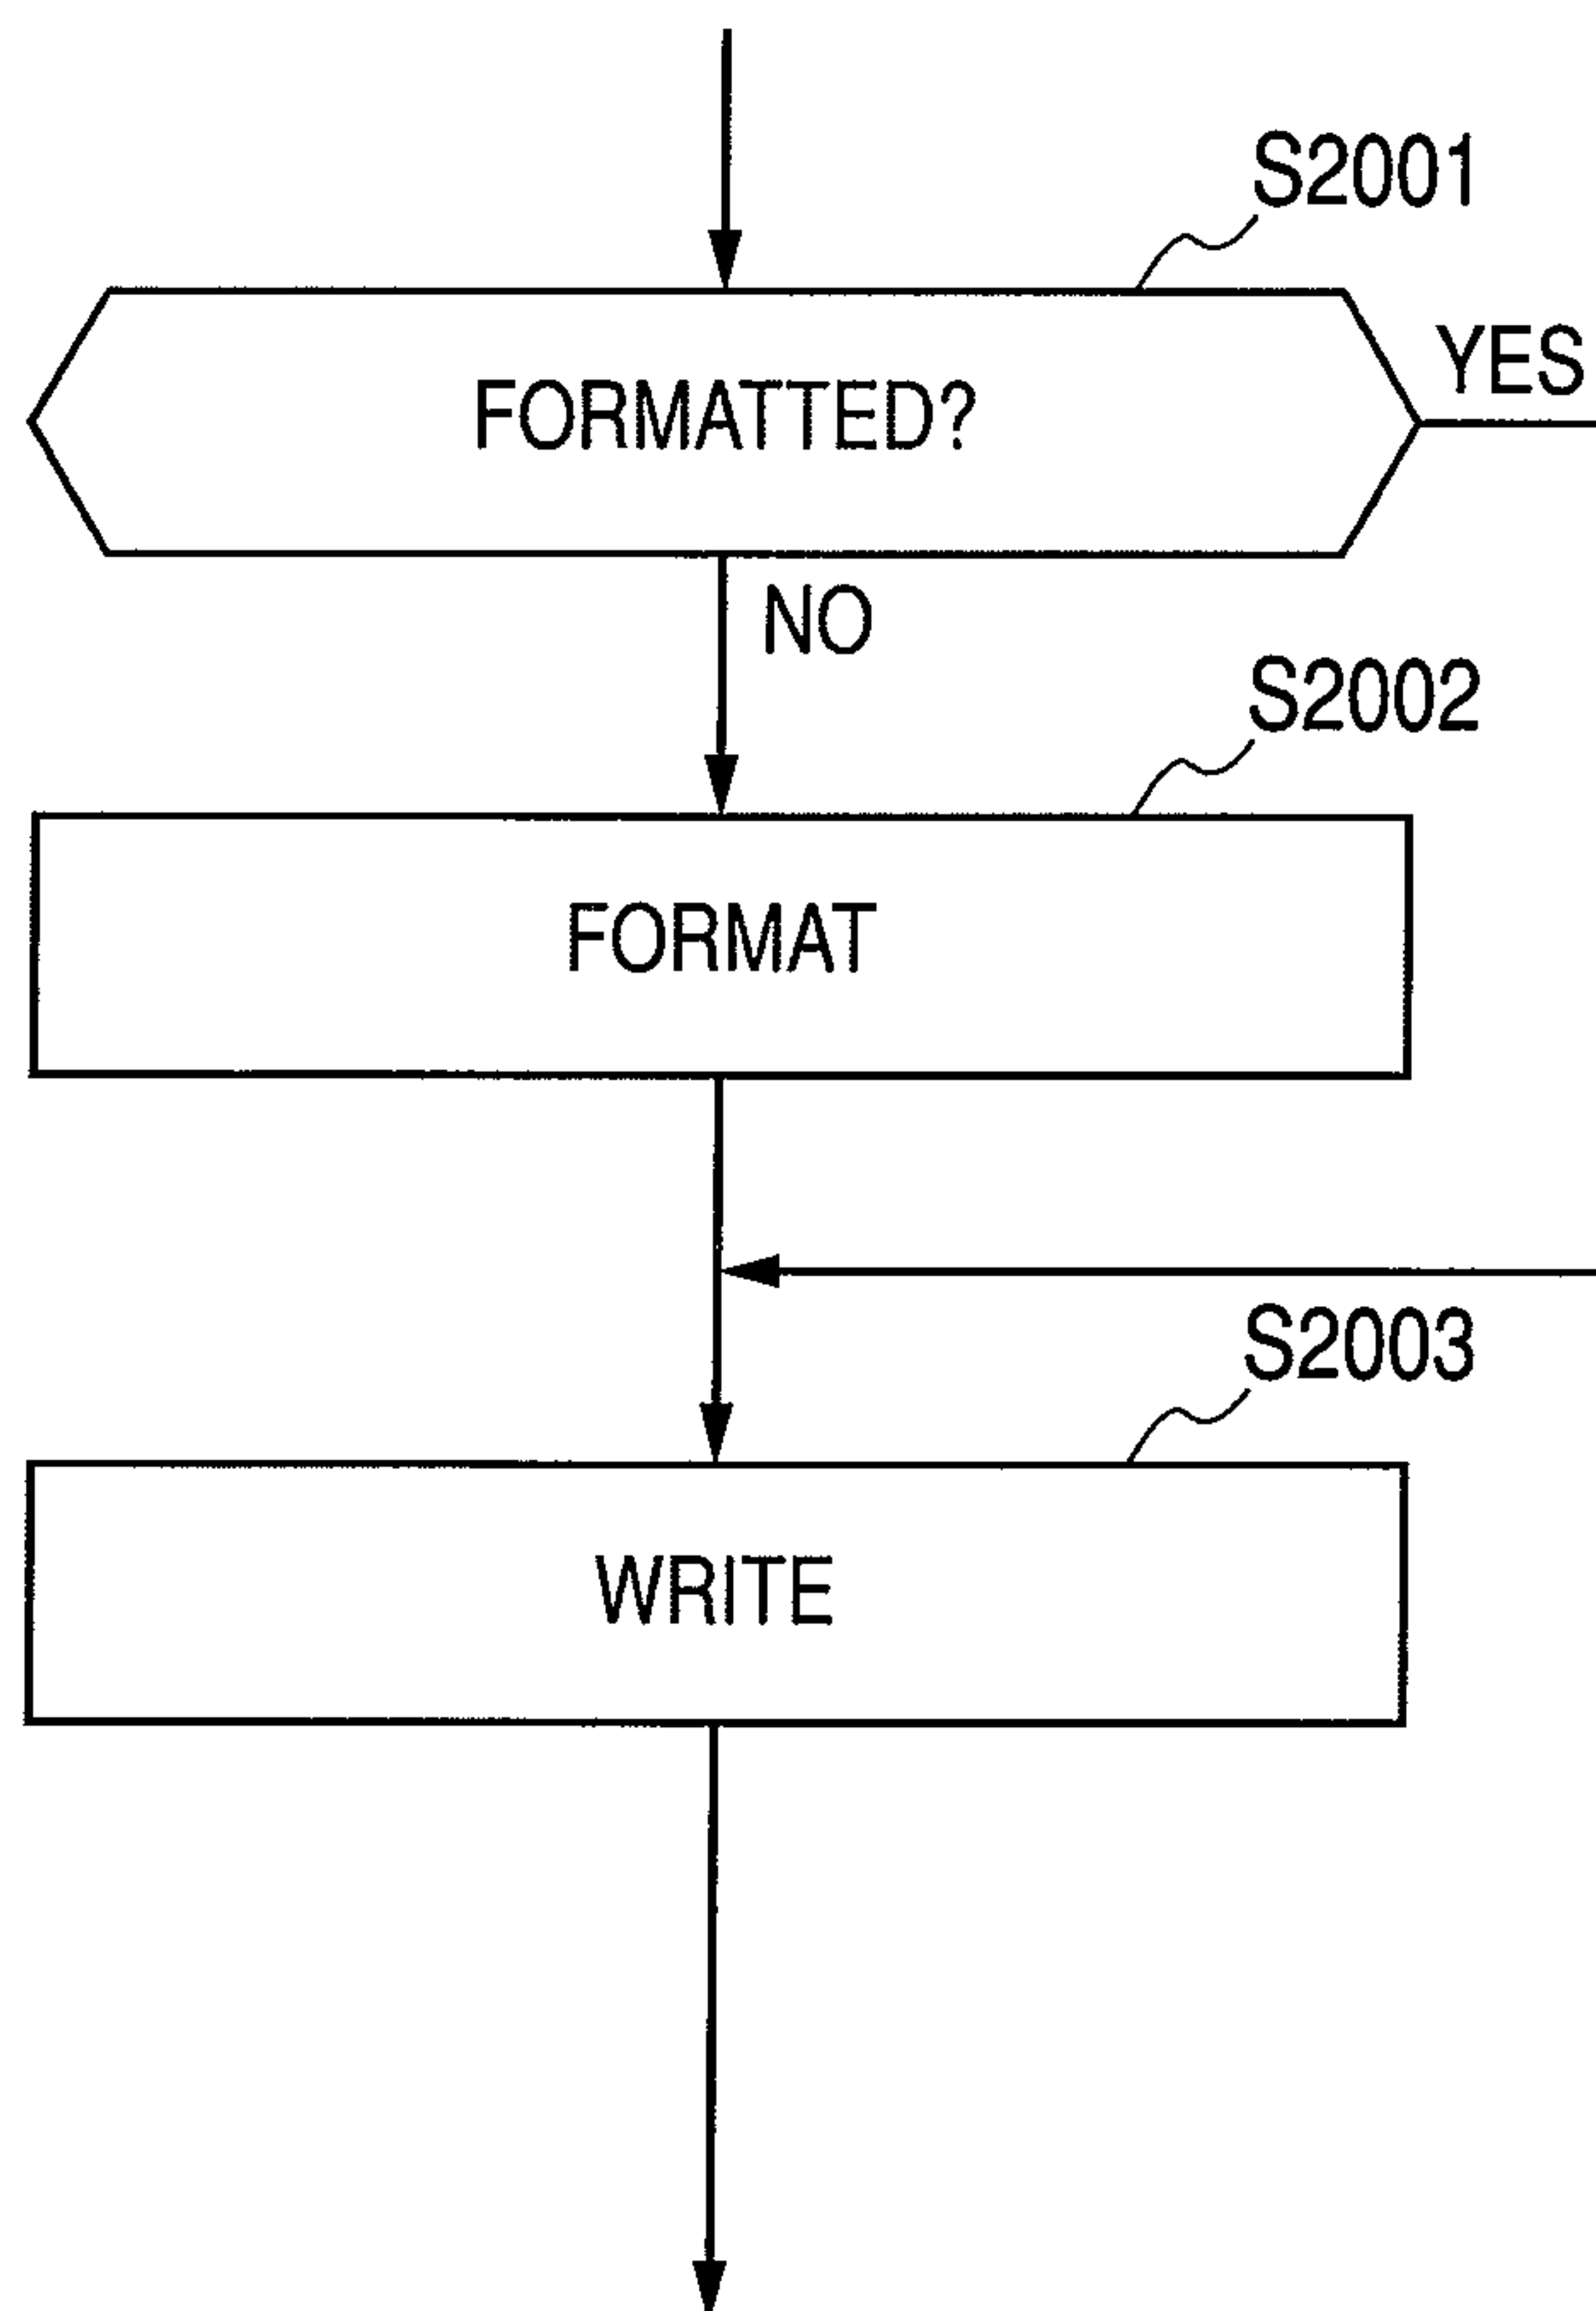 S2001
FORMATTED?
YES
NO
S2002
FORMAT
S2003
WRITE